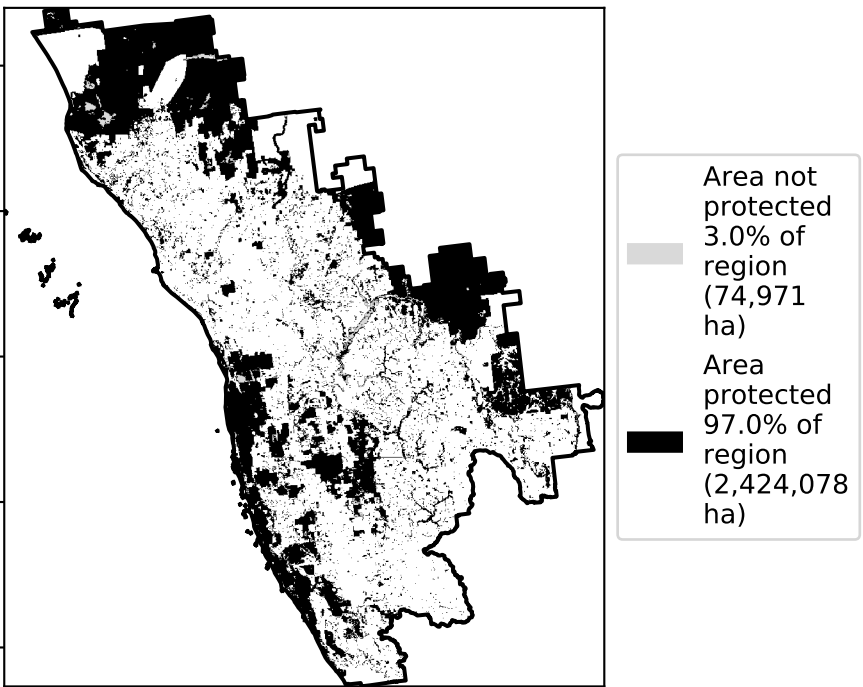 Area not
protected
3.0% of
region
(74,971
ha)
Area
protected
97.0% of
region
(2,424,078
ha)